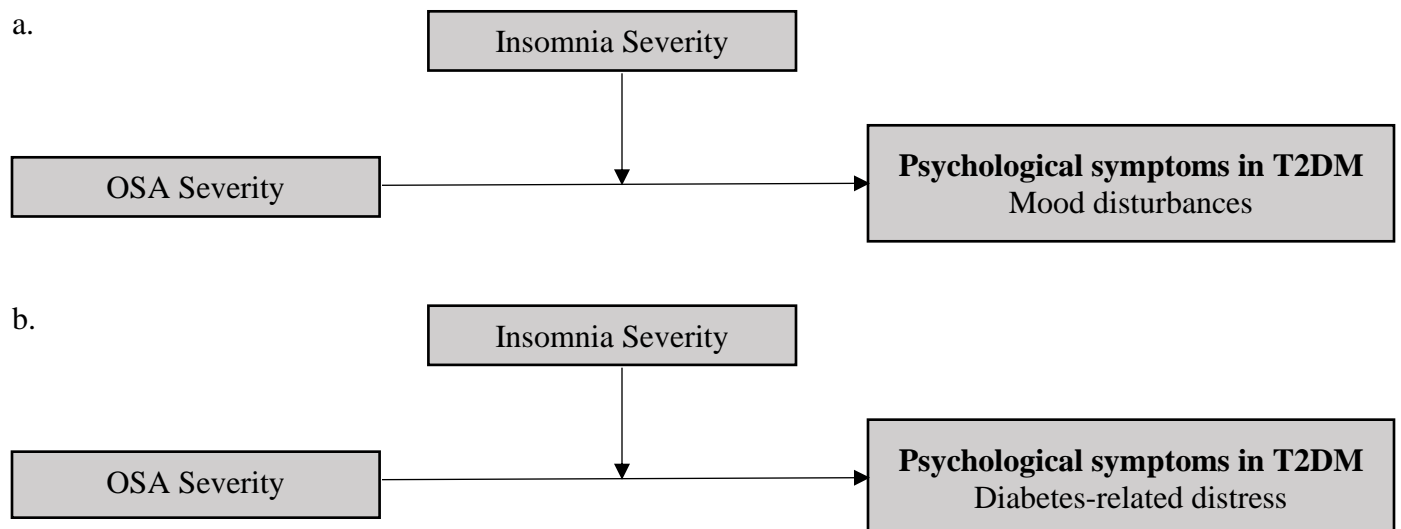 a.
Insomnia Severity
OSA Severity
Psychological symptoms in T2DM
Mood disturbances
b.
Insomnia Severity
OSA Severity
Psychological symptoms in T2DM
Diabetes-related distress